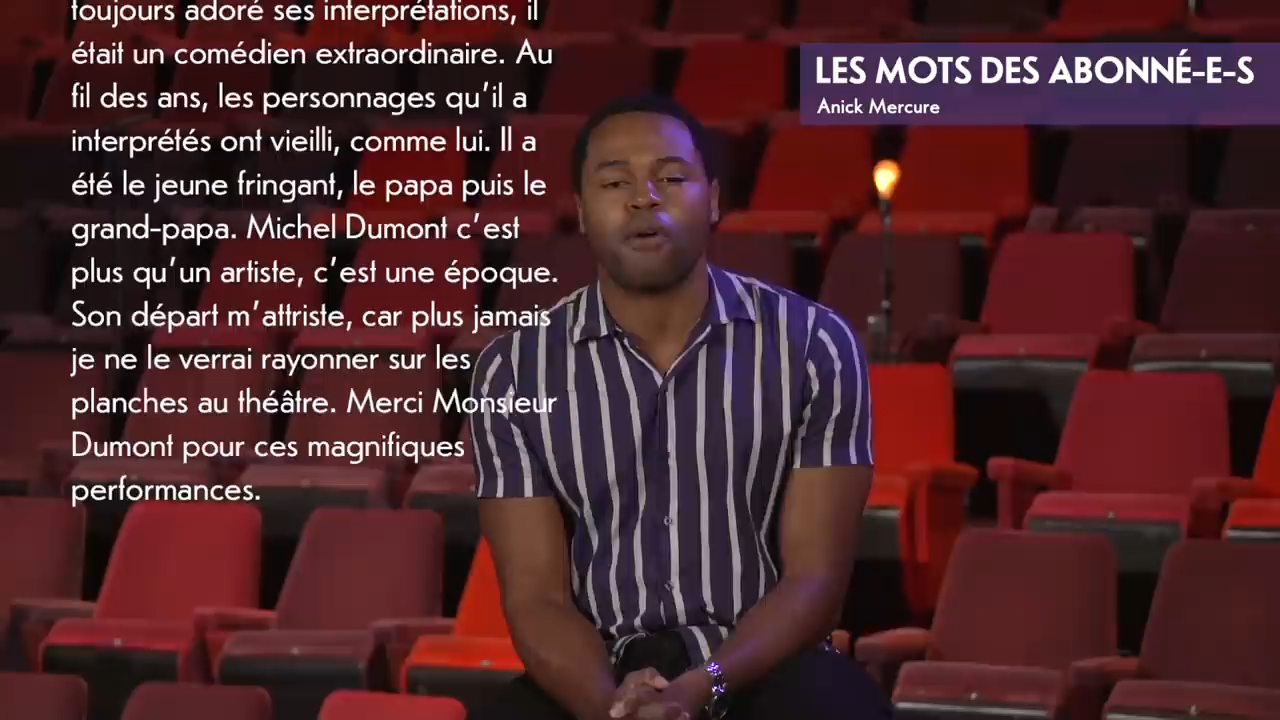 toujours adoré ses interprétations, il
était un comédien extraordinaire. Au
fil des ans, les personnages qu’il a
interprétés ont vieilli, comme lui. Il a
été le jeune fringant, le papa puis le
grand-papa. Michel Dumont c’est
plus qu’un artiste, c’est une époque.
Son départ m’attriste, car plus jamais
je ne le verrai rayonner sur les
planches au théâtre. Merci Monsieur
Dumont pour ces magnifiques
performances.
LES MOTS DES ABONNÉ-E-S
Anick Mercure